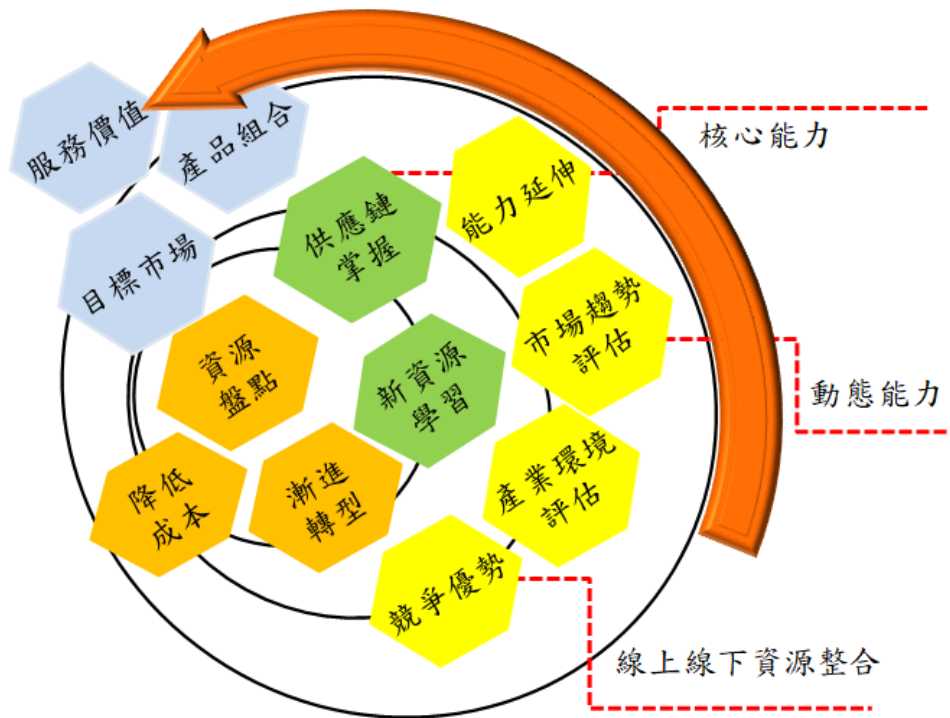 服務價值
產品組合
核心能力
能力延伸
供應鏈
掌握
目標市場
市場趨勢
評估
資源
盤點
新資源
學習
動態能力
產業環境
評估
降低
成本
漸進
轉型
競爭優勢
線上線下資源整合